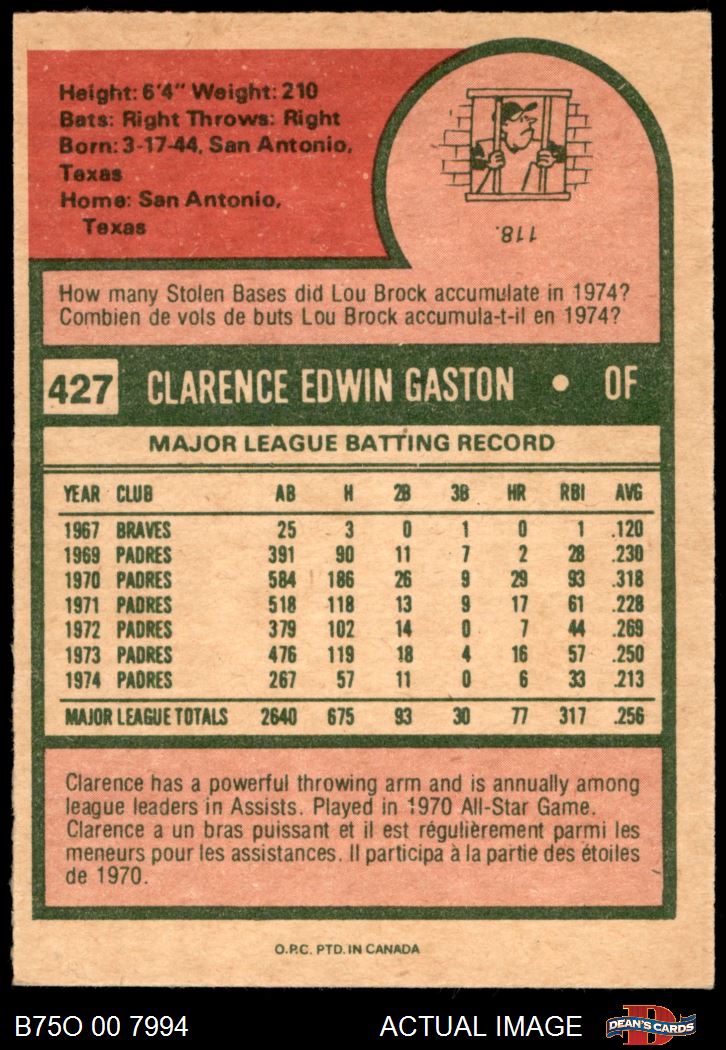 Height: 6'4" Weight: 210
Bats: Right Throws: Right
Born: 3-17-44, San Antonio,
Texas
Home: San Antonio,
Texas
118.
How many Stolen Bases did Lou Brock accumulate in 1974?
Combien de vols de buts Lou Brock accumula-t-il en 1974?
427 CLARENCE EDWIN GASTON • OF
MAJOR LEAGUE BATTING RECORD
YEAR CLUB AB H 2B 3B HR RBI AVG
1967 BRAVES 25 3 0 1 0 1 .120
1969 PADRES 391 90 11 7 2 28 .230
1970 PADRES 584 186 26 9 29 93 .318
1971 PADRES 518 118 13 9 17 61 .228
1972 PADRES 379 102 14 0 7 44 .269
1973 PADRES 476 119 18 4 16 57 .250
1974 PADRES 267 57 11 0 6 33 .213
MAJOR LEAGUE TOTALS 2640 675 93 30 77 317 .256
Clarence has a powerful throwing arm and is annually among
league leaders in Assists. Played in 1970 All-Star Game.
Clarence a un bras puissant et il est régulièrement parmi les
meneurs pour les assistances. Il participa à la partie des étoiles
de 1970.
O.P.C. PTD. IN CANADA
B75O 00 7994 ACTUAL IMAGE D DEAN'S CARDS